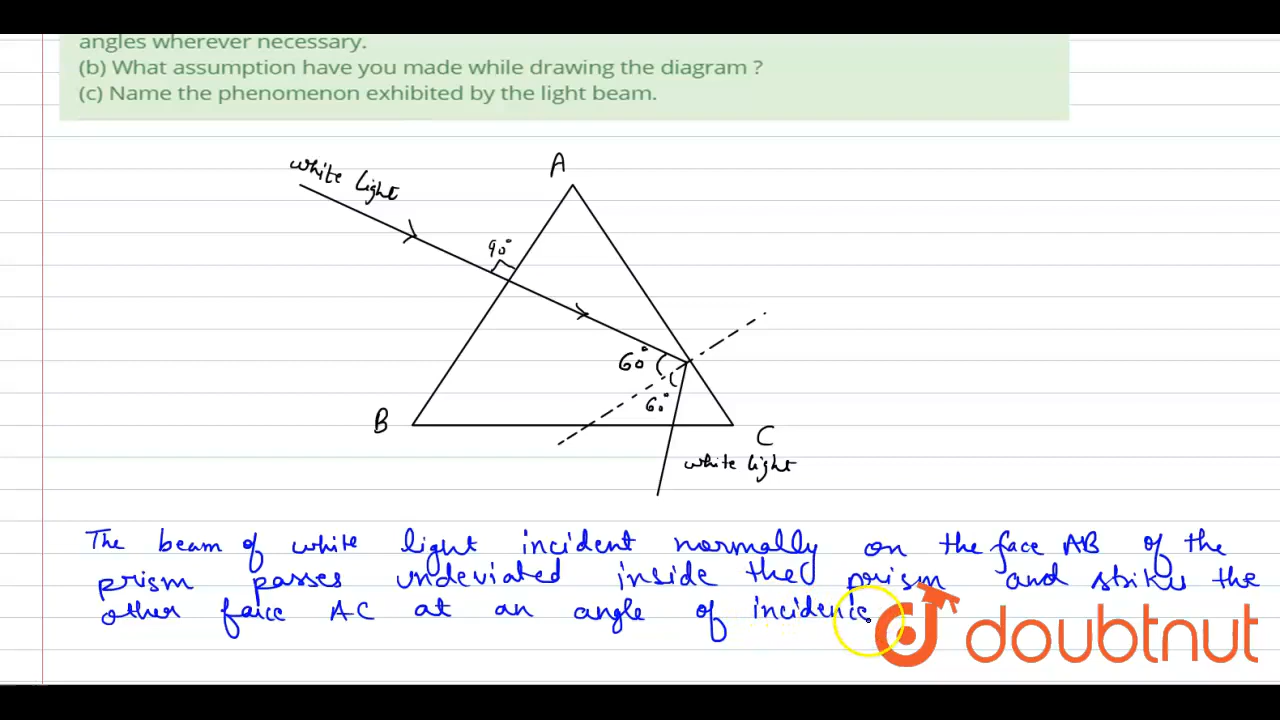 angles wherever necessary.
(b) What assumption have you made while drawing the diagram ?
(c) Name the phenomenon exhibited by the light beam.
A
white light
90°
60°
60°
B
C
white light
The beam of white light incident normally on the face AB of the
prism passes undeviated inside the prism and strikes the
other face AC at an angle of incidence
doubtnut